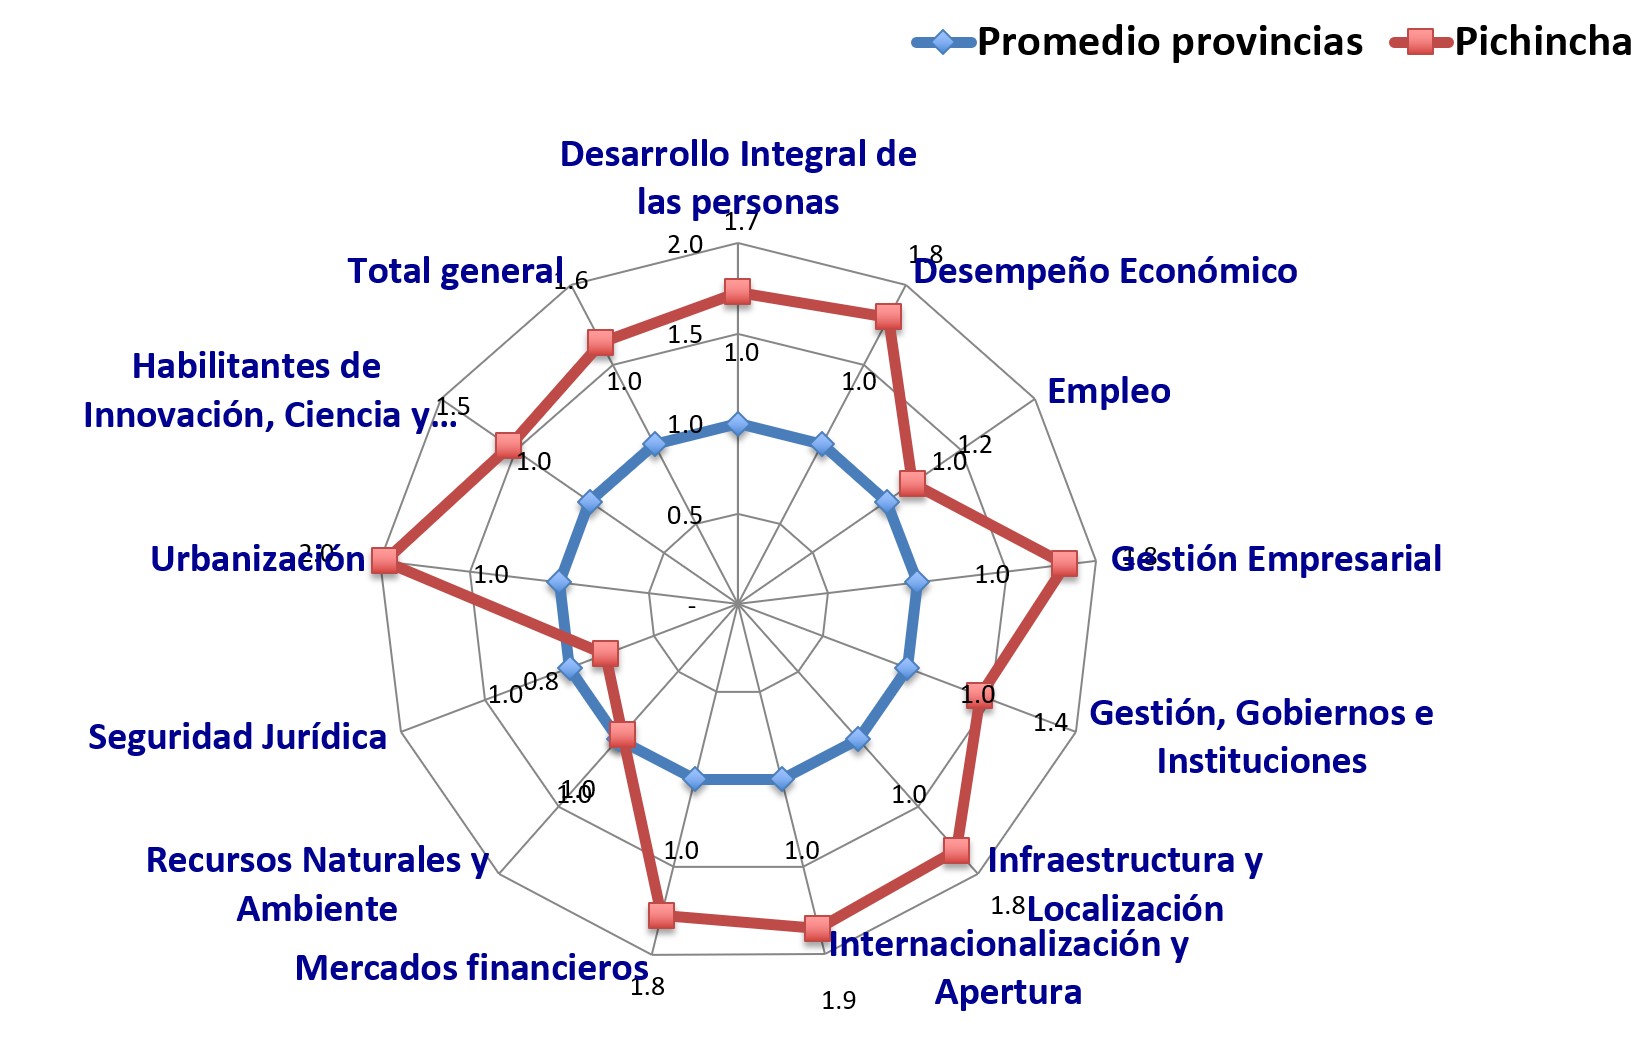 Promedio provincias Pichincha
Desarrollo Integral de
las personas
1.7
2.0
1.8
Total general
1.6
Desempeño Económico
1.5
1.0
Habilitantes de
1.0
1.0
Empleo
Innovación, Ciencia y...
1.5
1.0
1.2
1.0
1.0
0.5
Urbanización
2.0
1.0
1.0
1.8
Gestión Empresarial
-
0.8
1.0
1.0
1.4
Gestión, Gobiernos e
Instituciones
Seguridad Jurídica
1.0
1.0
1.0
1.0
1.0
Recursos Naturales y
Ambiente
Infraestructura y
Localización
1.8
Internacionalización y
Apertura
Mercados financieros
1.8
1.9